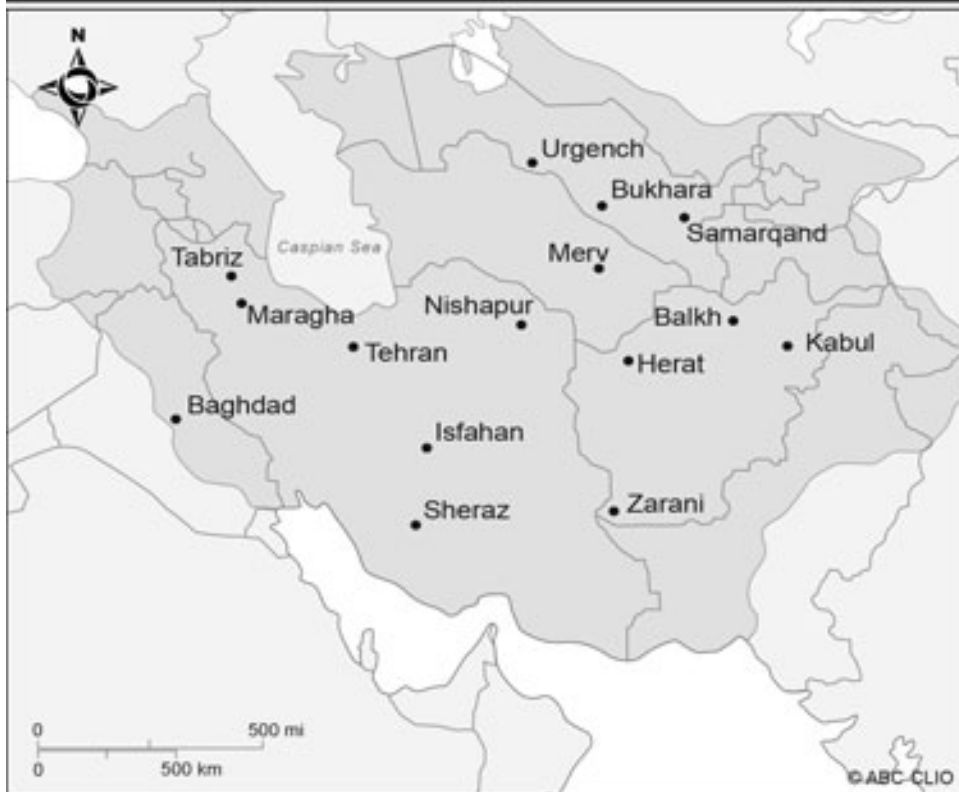 N
Urgench
Bukhara
Samarqand
Caspian Sea
Merv
Tabriz
Maragha
Nishapur
Balkh
Kabul
Tehran
Herat
Baghdad
Isfahan
Sheraz
Zarani
0 500 mi
0 500 km
©ABC CLIO